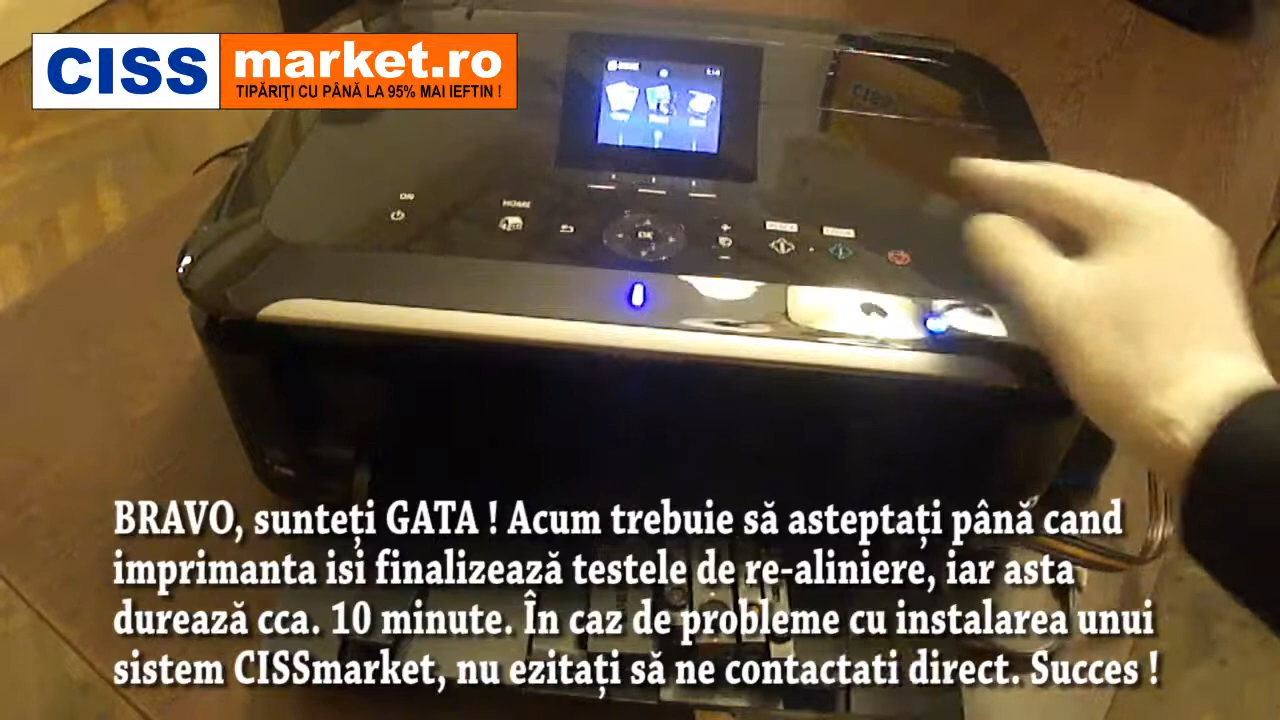 CISS market.ro
TIPĂRIŢI CU PÂNĂ LA 95% MAI IEFTIN !
ON
HOME
OK
BRAVO, sunteți GATA ! Acum trebuie să asteptați până cand
imprimanta isi finalizează testele de re-aliniere, iar asta
durează cca. 10 minute. În caz de probleme cu instalarea unui
sistem CISSmarket, nu ezitați să ne contactati direct. Succes !